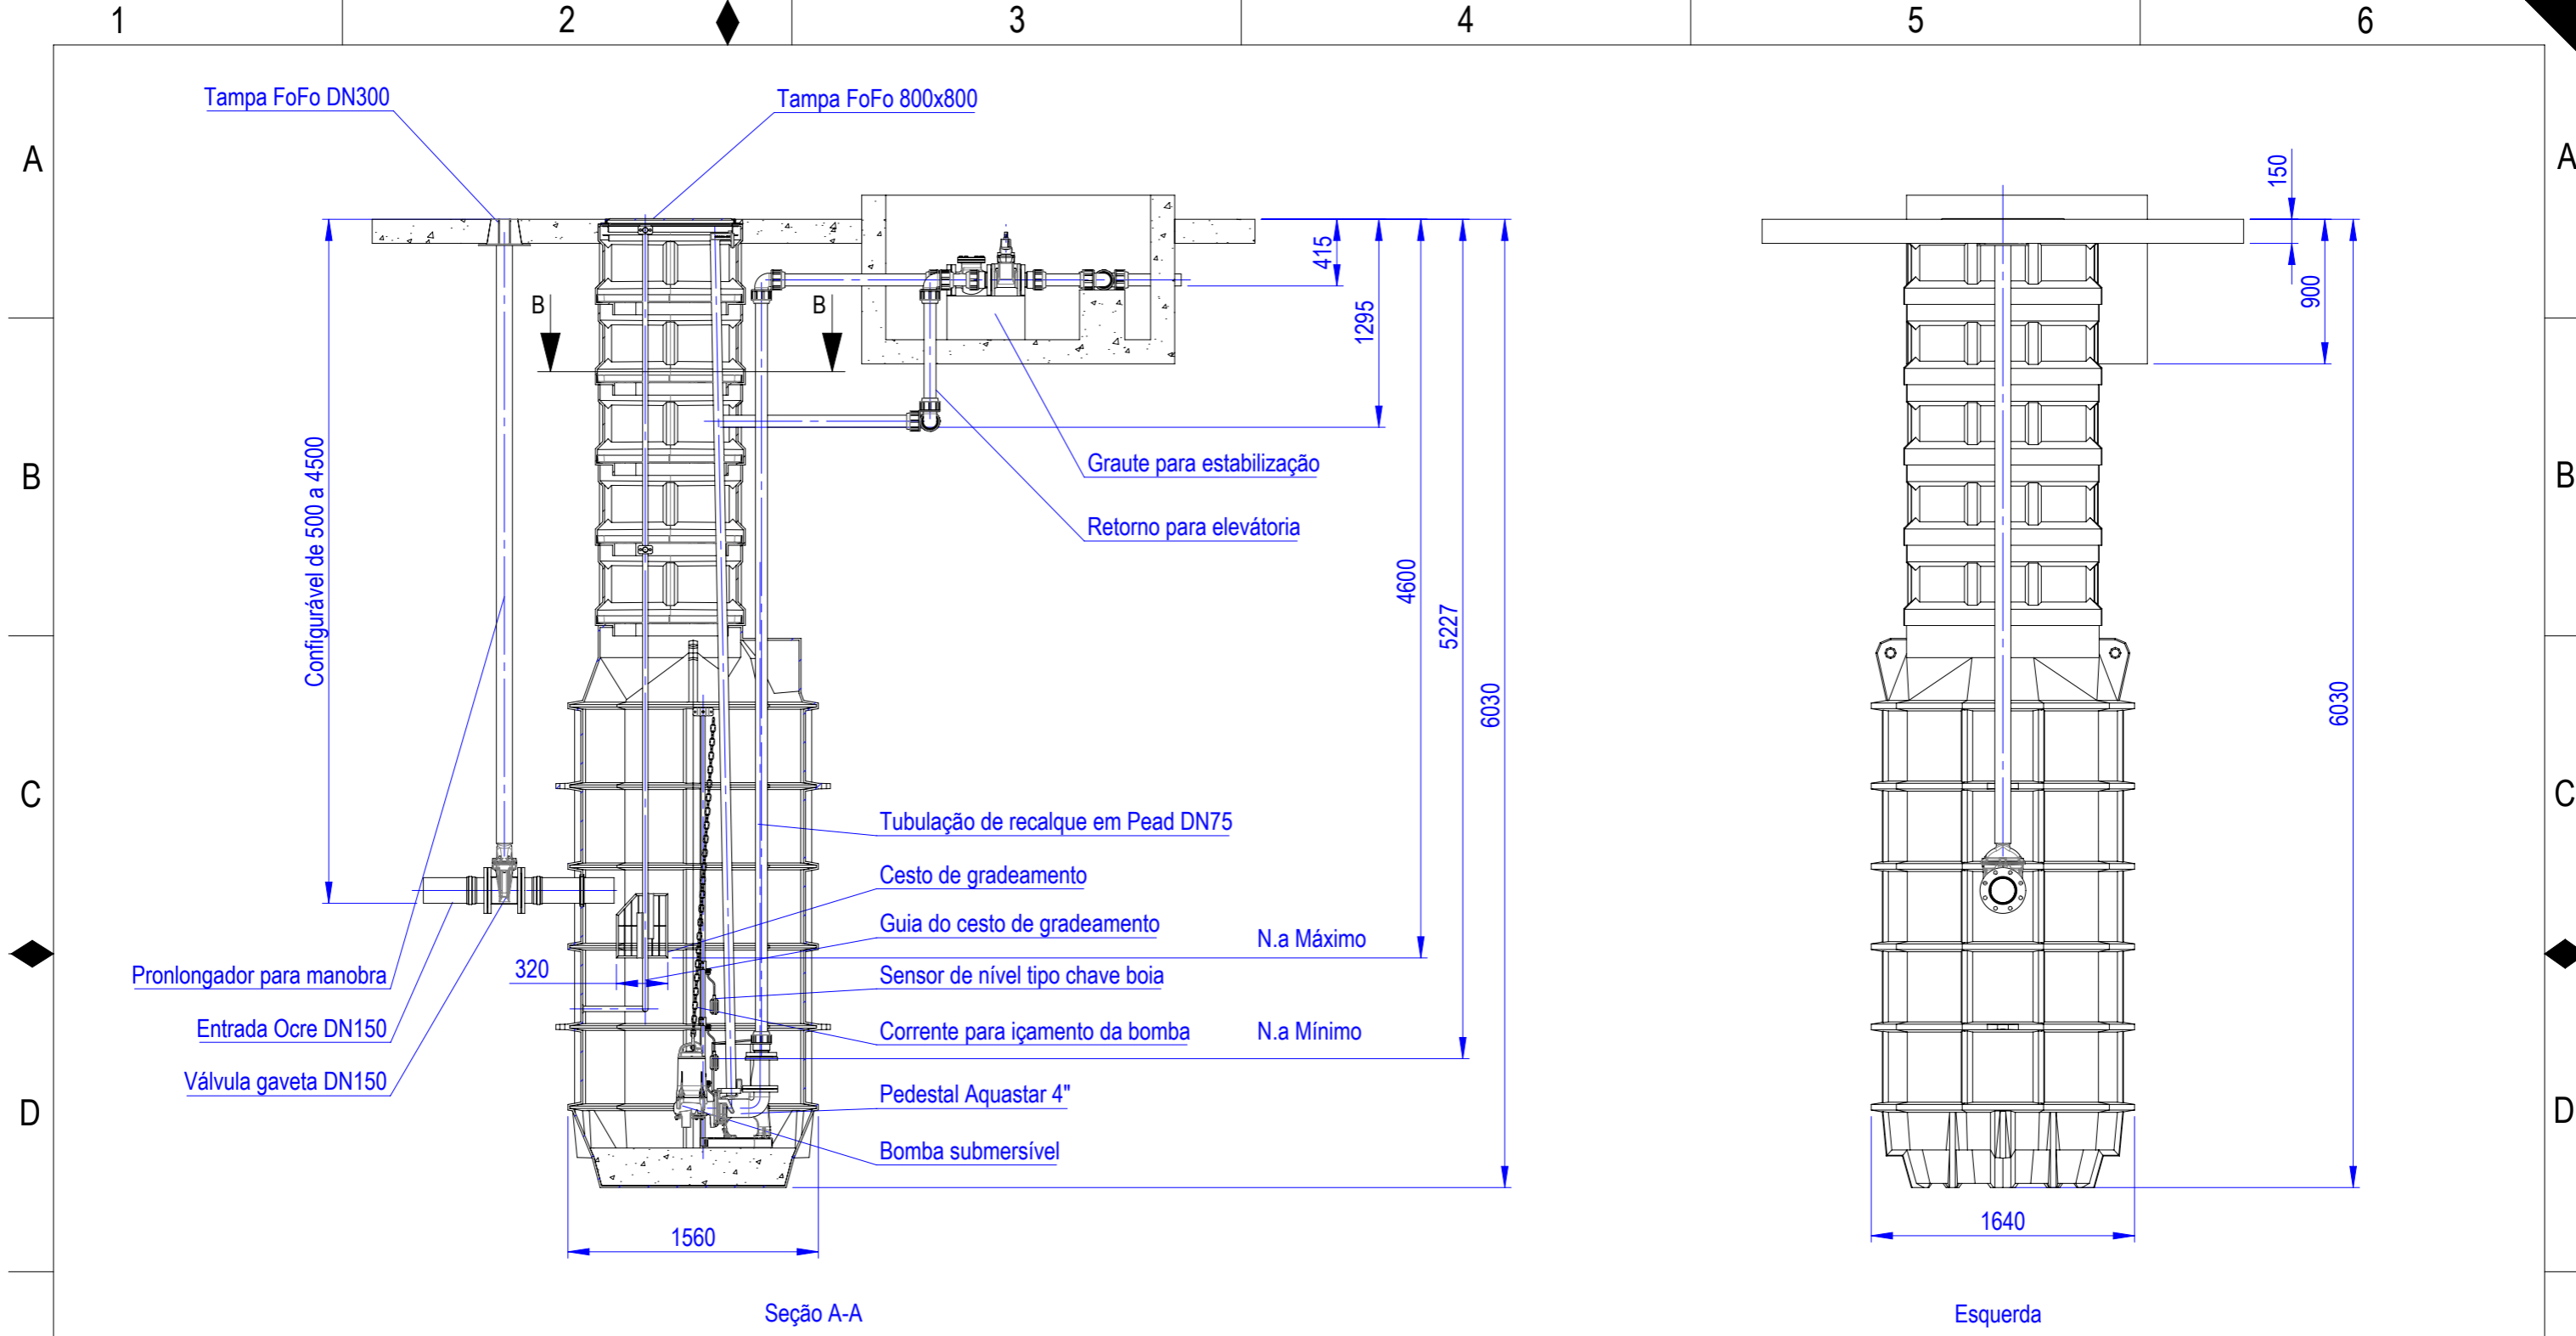 1 2 3 4 5 6
Tampa FoFo DN300
Tampa FoFo 800x800
A
A
150
415
900
B
B
1295
Graute para estabilização
B
B
Configurável de 500 a 4500
Retorno para elevátoria
4600
5227
6030
6030
C
C
Tubulação de recalque em Pead DN75
Cesto de gradeamento
Guia do cesto de gradeamento
N.a Máximo
320
Pronlongador para manobra
Sensor de nível tipo chave boia
Entrada Ocre DN150
Corrente para içamento da bomba
N.a Mínimo
Válvula gaveta DN150
Pedestal Aquastar 4"
D
D
Bomba submersível
1560
1640
Seção A-A
Esquerda